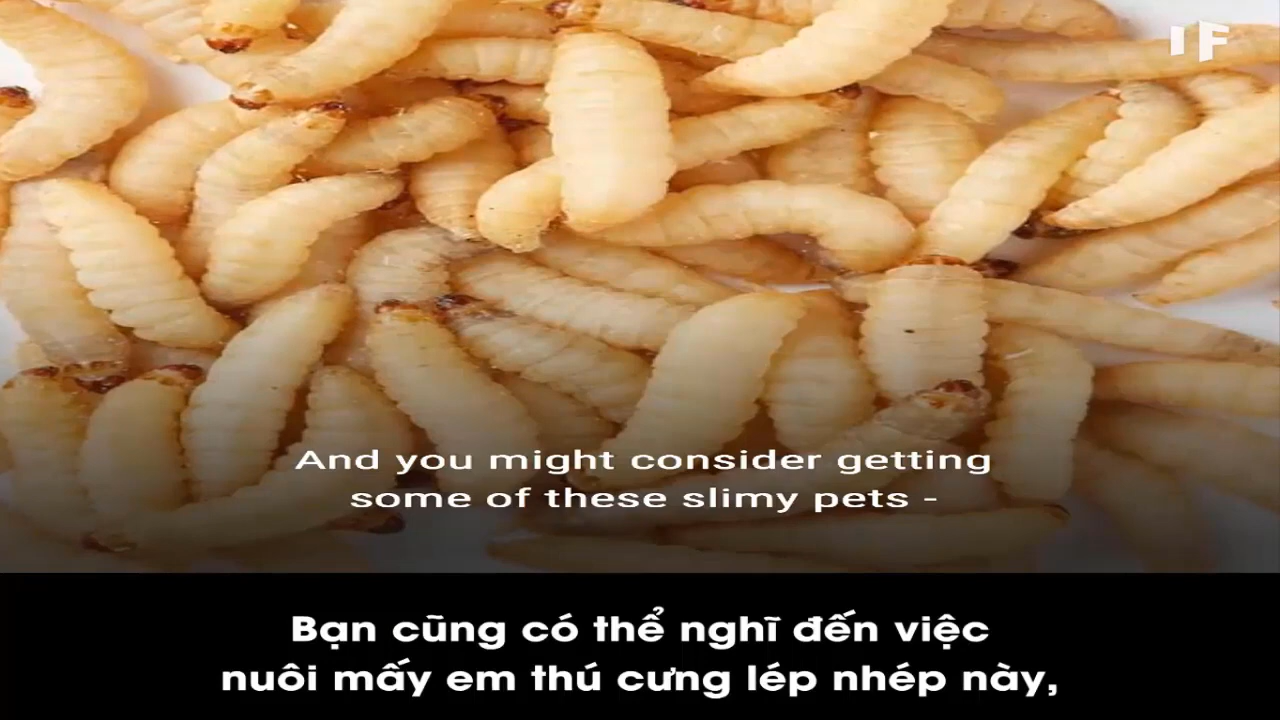 IF
And you might consider getting
some of these slimy pets -
Bạn cũng có thể nghĩ đến việc
nuôi mấy em thú cưng lép nhép này,